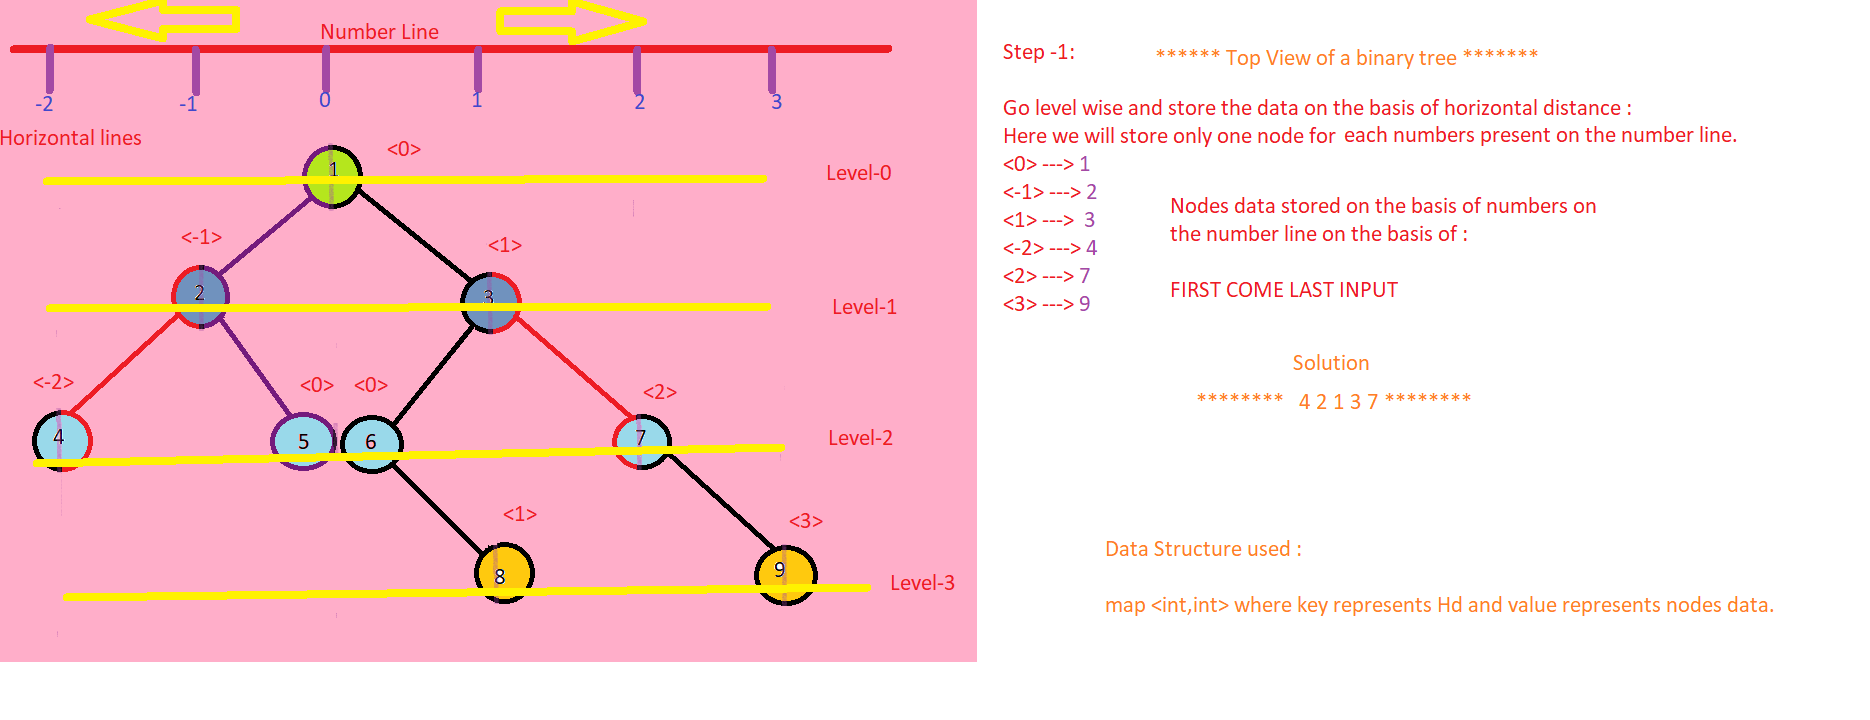 Number Line
-2 -1 0 1 2 3
Horizontal lines
1 <0>
Level-0
<-1> <1>
2 3
Level-1
<-2> <0> <0> <2>
4 5 6 7
Level-2
<1> <3>
8 9
Level-3
Step -1: ****** Top View of a binary tree *******
Go level wise and store the data on the basis of horizontal distance :
Here we will store only one node for each numbers present on the number line.
<0> ---> 1
<-1> ---> 2
<1> ---> 3
<-2> ---> 4
<2> ---> 7
<3> ---> 9
Nodes data stored on the basis of numbers on
the number line on the basis of :
FIRST COME LAST INPUT
Solution
******** 4 2 1 3 7 ********
Data Structure used :
map <int,int> where key represents Hd and value represents nodes data.